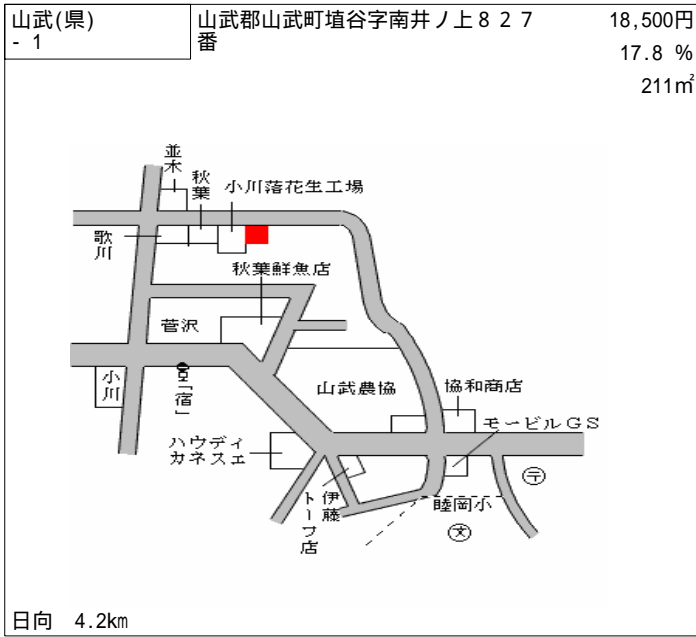 山武(県)
- 1
山武郡山武町埴谷字南井ノ上８２７
番
18,500円
17.8 %
211㎡
並木
秋葉
小川落花生工場
歌川
秋葉鮮魚店
菅沢
小川
「宿」
山武農協
協和商店
モービルＧＳ
ハウディ
カネスエ
伊藤
トーフ店
睦岡小
〒
文
日向 4.2km